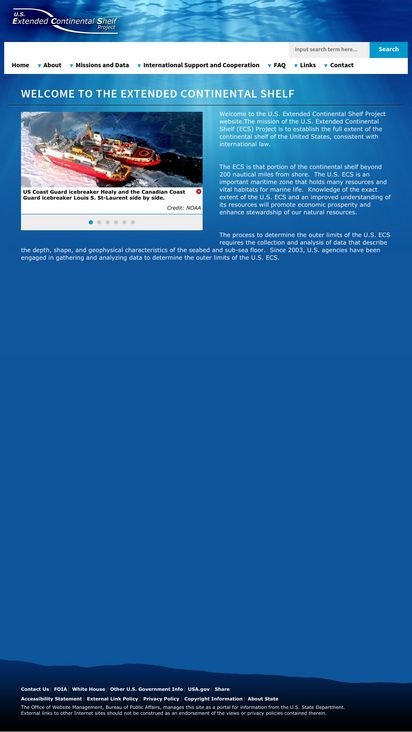 U.S.
Extended Continental Shelf
Project
Input search term here...
Search
Home
About
Missions and Data
International Support and Cooperation
FAQ
Links
Contact
WELCOME TO THE EXTENDED CONTINENTAL SHELF
Welcome to the U.S. Extended Continental Shelf Project
website.The mission of the U.S. Extended Continental
Shelf (ECS) Project is to establish the full extent of the
continental shelf of the United States, consistent with
international law.
The ECS is that portion of the continental shelf beyond
200 nautical miles from shore. The U.S. ECS is an
important maritime zone that holds many resources and
vital habitats for marine life. Knowledge of the exact
extent of the U.S. ECS and an improved understanding of
its resources will promote economic prosperity and
enhance stewardship of our natural resources.
US Coast Guard icebreaker Healy and the Canadian Coast
Guard icebreaker Louis S. St-Laurent side by side.
Credit: NOAA
The process to determine the outer limits of the U.S. ECS
requires the collection and analysis of data that describe
the depth, shape, and geophysical characteristics of the seabed and sub-sea floor. Since 2003, U.S. agencies have been
engaged in gathering and analyzing data to determine the outer limits of the U.S. ECS.
Contact Us FOIA White House Other U.S. Government Info USA.gov Share
Accessibility Statement External Link Policy Privacy Policy Copyright Information About State
The Office of Website Management, Bureau of Public Affairs, manages this site as a portal for information from the U.S. State Department.
External links to other Internet sites should not be construed as an endorsement of the views or privacy policies contained therein.